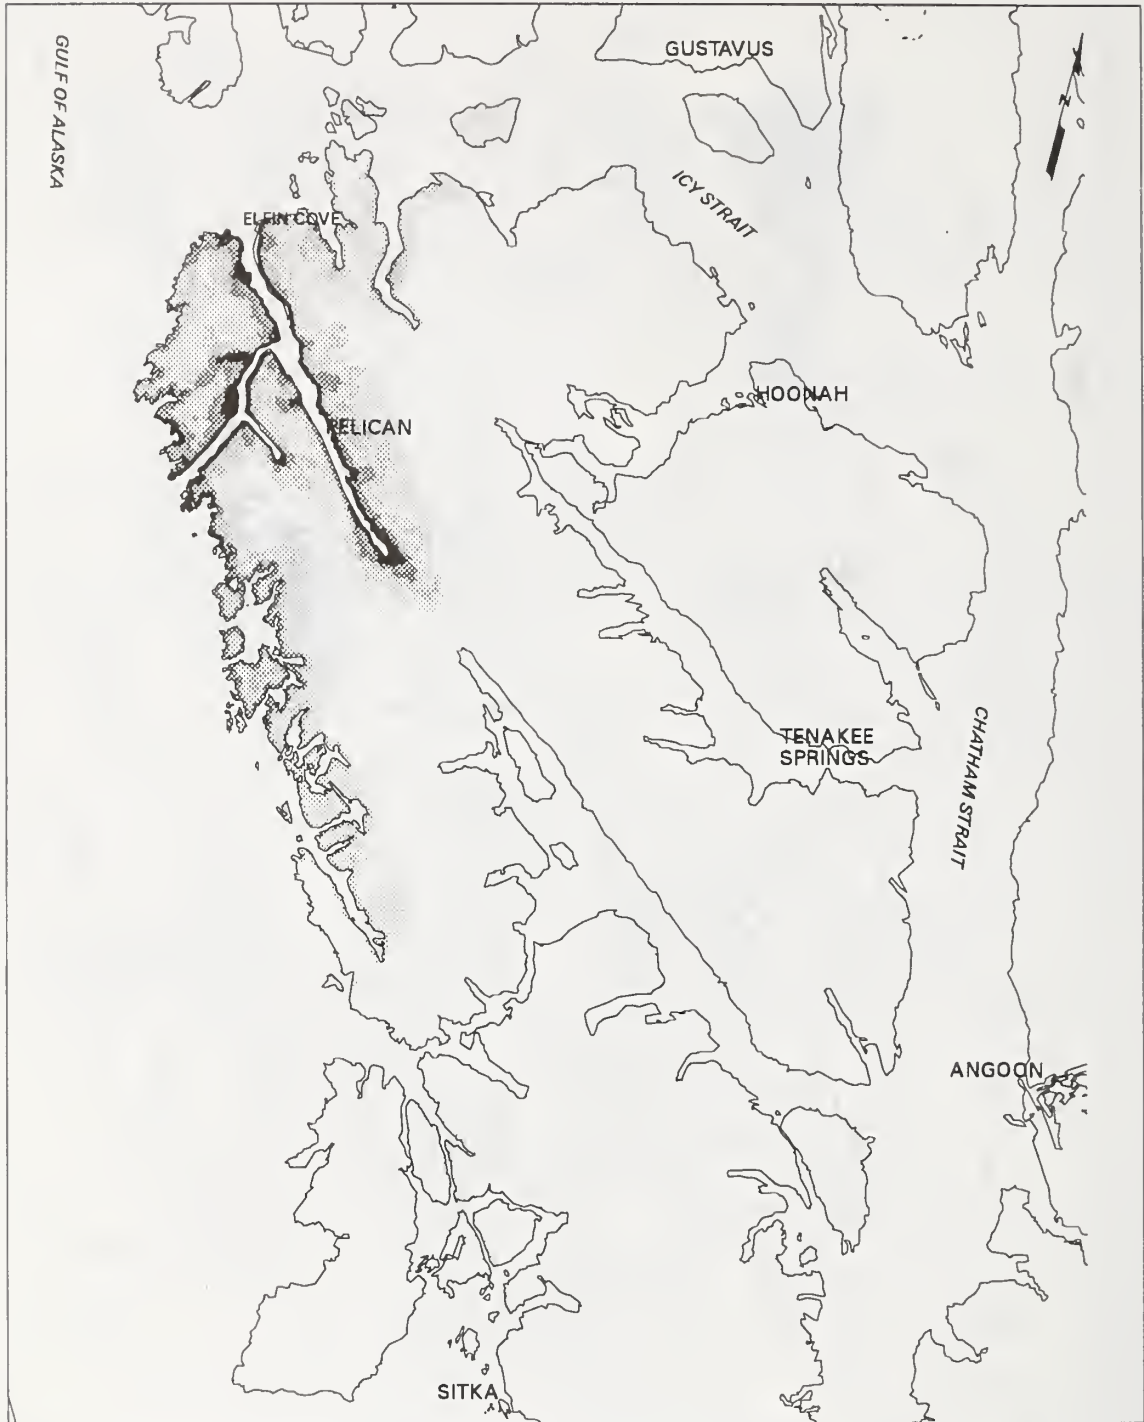 GUSTAVUS
GULF OF ALASKA
N
ICY STRAIT
ELFIN COVE
HOONAH
PELICAN
TENAKEE
SPRINGS
CHATHAM STRAIT
ANGOON
SITKA